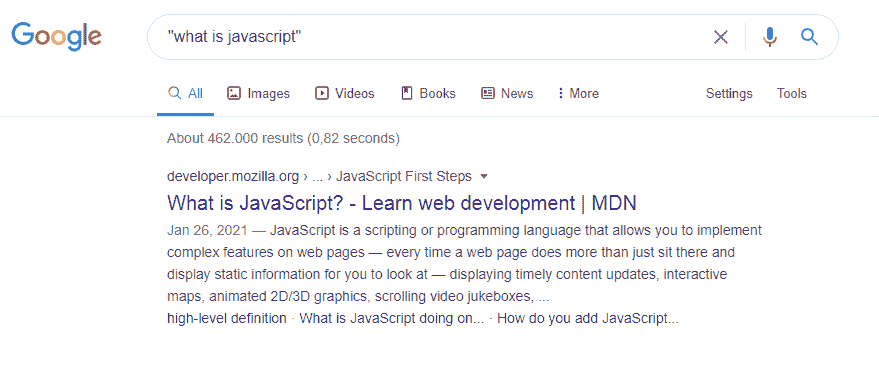 Google "what is javascript"
All Images Videos Books News More Settings Tools
About 462.000 results (0,82 seconds)
developer.mozilla.org › ... › JavaScript First Steps
What is JavaScript? - Learn web development | MDN
Jan 26, 2021 — JavaScript is a scripting or programming language that allows you to implement
complex features on web pages — every time a web page does more than just sit there and
display static information for you to look at — displaying timely content updates, interactive
maps, animated 2D/3D graphics, scrolling video jukeboxes, ...
high-level definition · What is JavaScript doing on... · How do you add JavaScript...